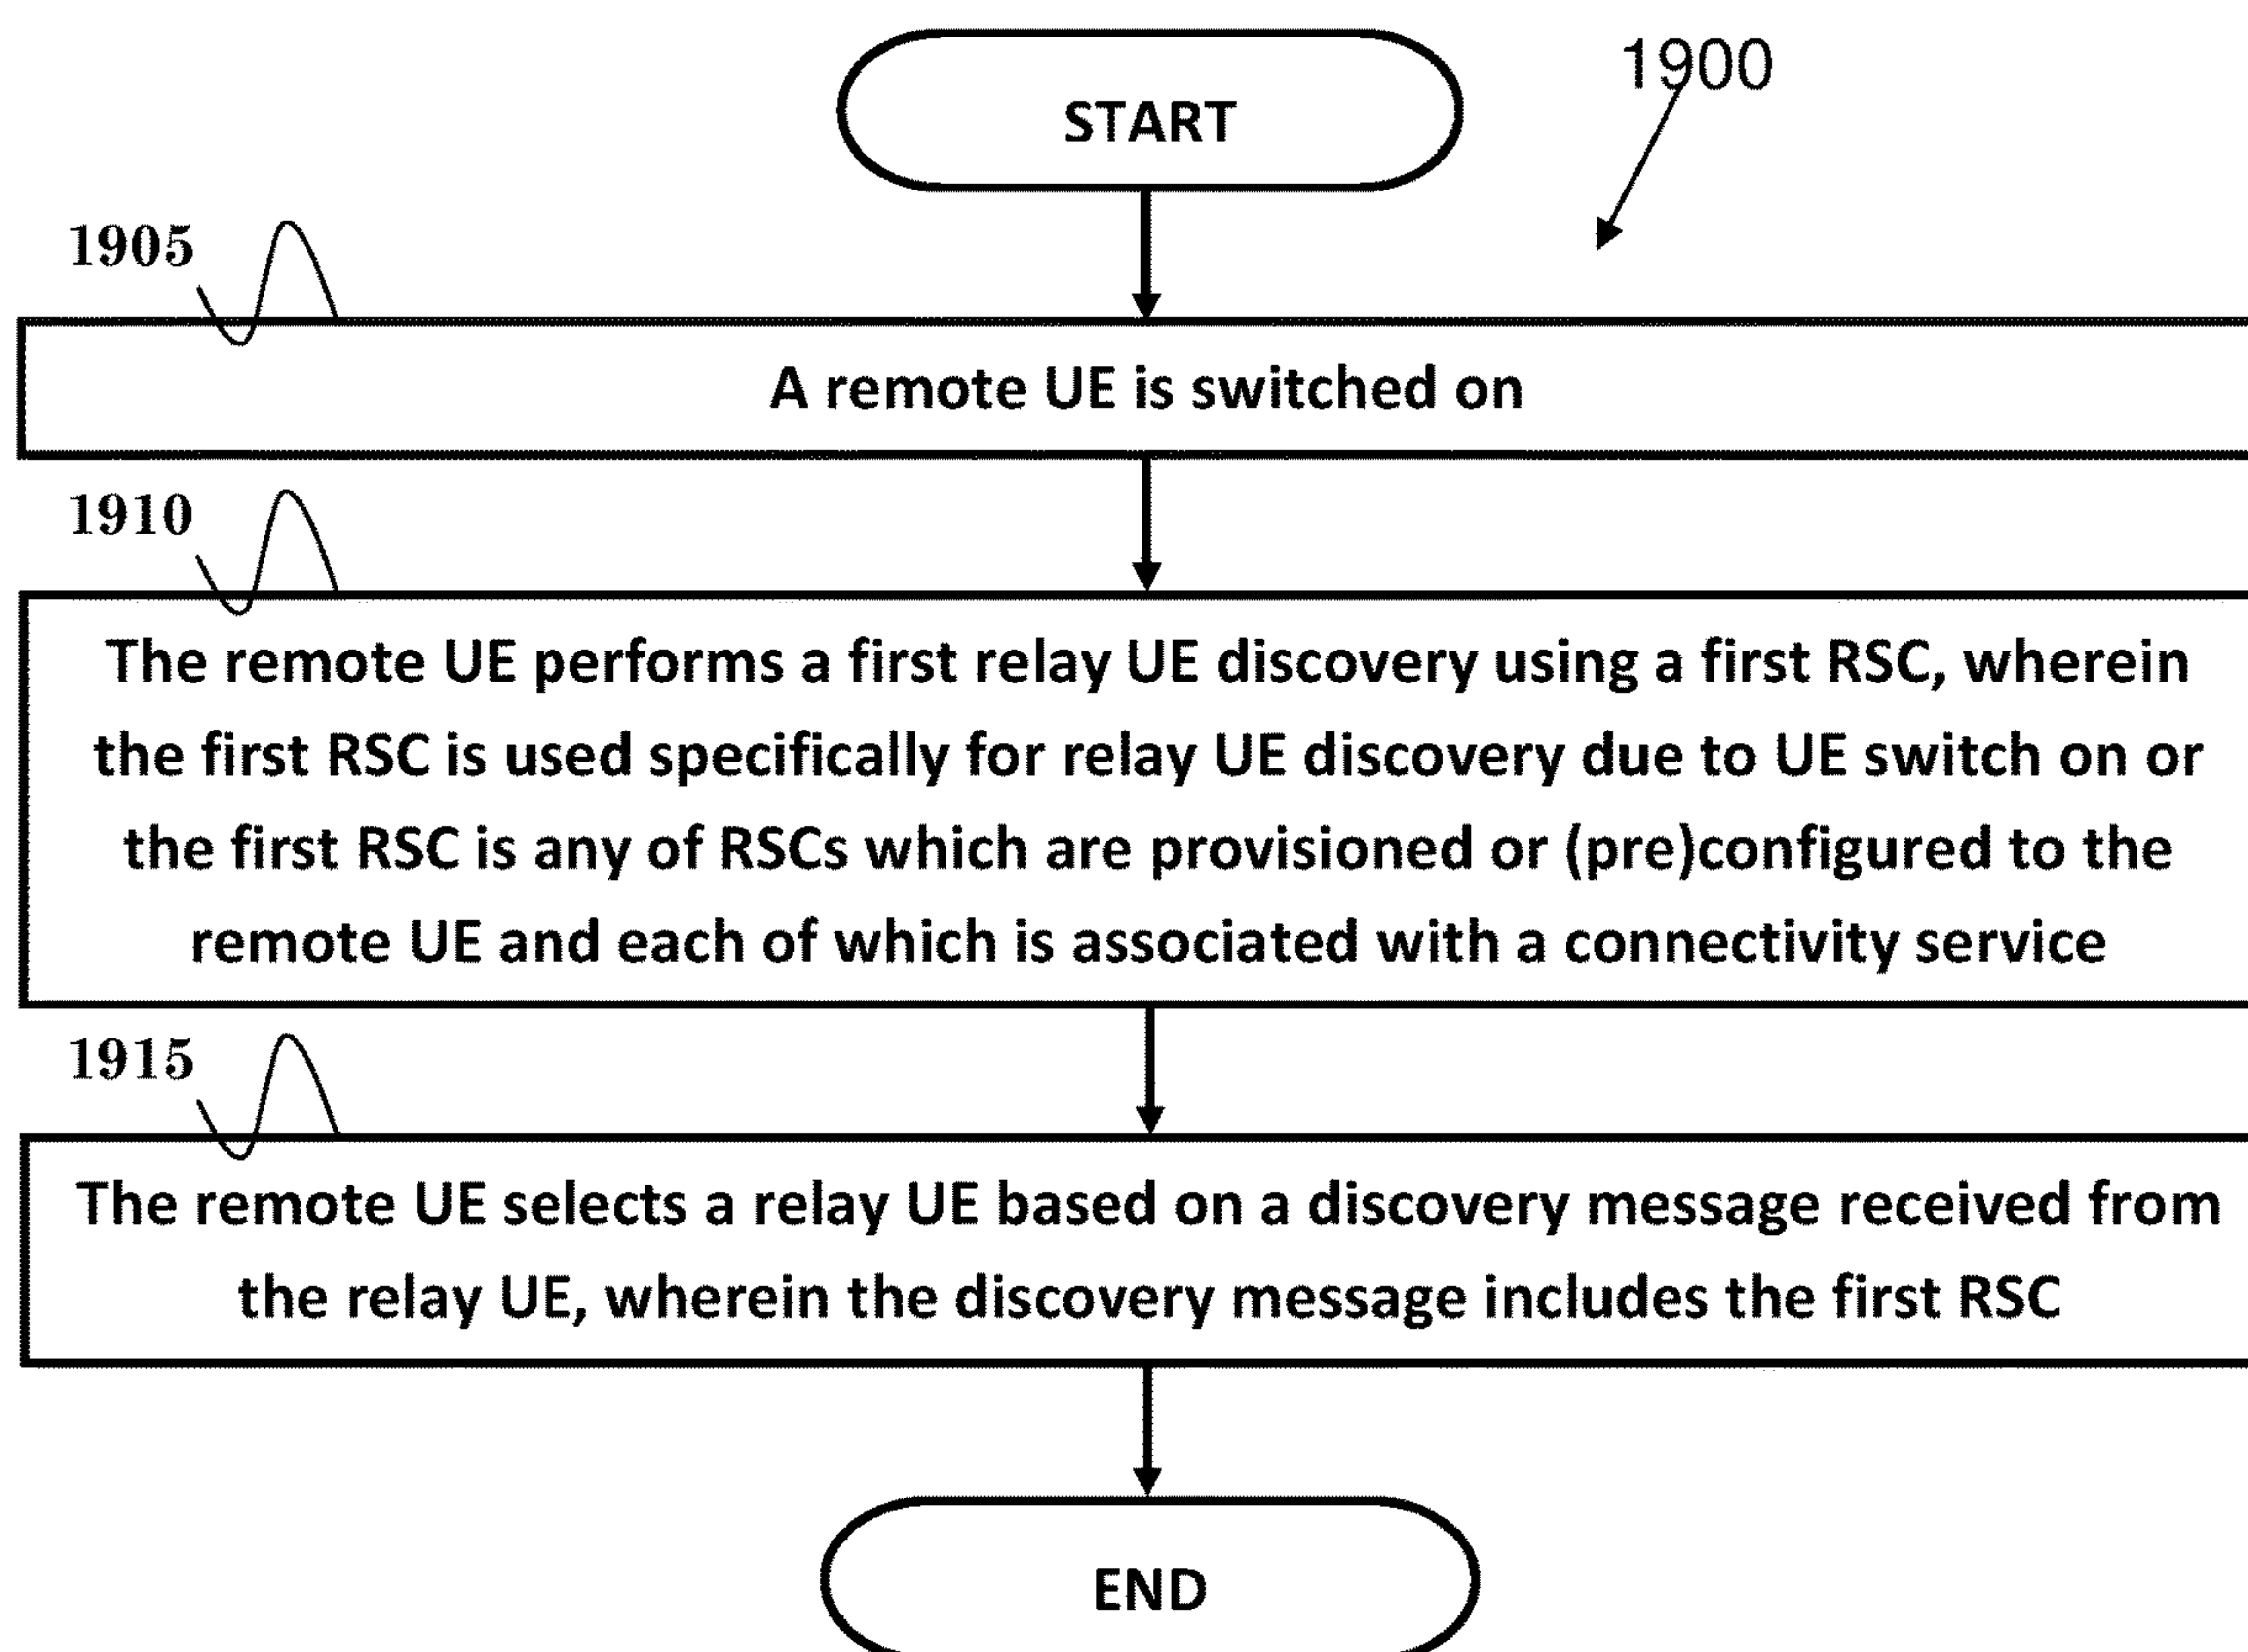 START
1900
1905
A remote UE is switched on
1910
The remote UE performs a first relay UE discovery using a first RSC, wherein
the first RSC is used specifically for relay UE discovery due to UE switch on or
the first RSC is any of RSCs which are provisioned or (pre)configured to the
remote UE and each of which is associated with a connectivity service
1915
The remote UE selects a relay UE based on a discovery message received from
the relay UE, wherein the discovery message includes the first RSC
END